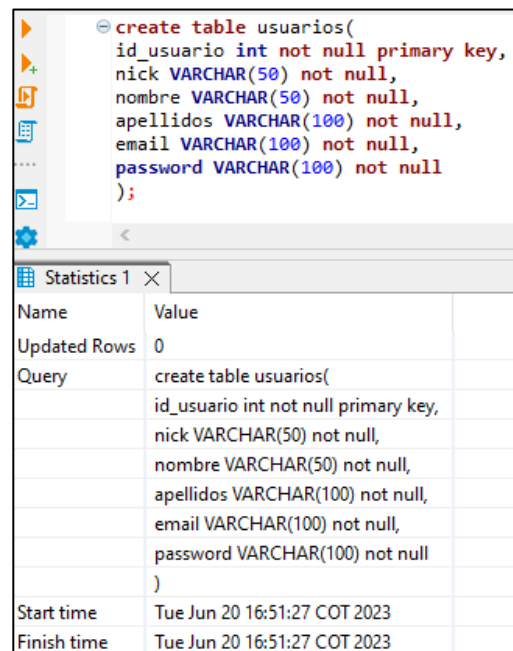 create table usuarios(
id_usuario int not null primary key,
nick VARCHAR(50) not null,
nombre VARCHAR(50) not null,
apellidos VARCHAR(100) not null,
email VARCHAR(100) not null,
password VARCHAR(100) not null
);
Statistics 1
Name Value
Updated Rows 0
Query create table usuarios(
id_usuario int not null primary key,
nick VARCHAR(50) not null,
nombre VARCHAR(50) not null,
apellidos VARCHAR(100) not null,
email VARCHAR(100) not null,
password VARCHAR(100) not null
)
Start time Tue Jun 20 16:51:27 COT 2023
Finish time Tue Jun 20 16:51:27 COT 2023